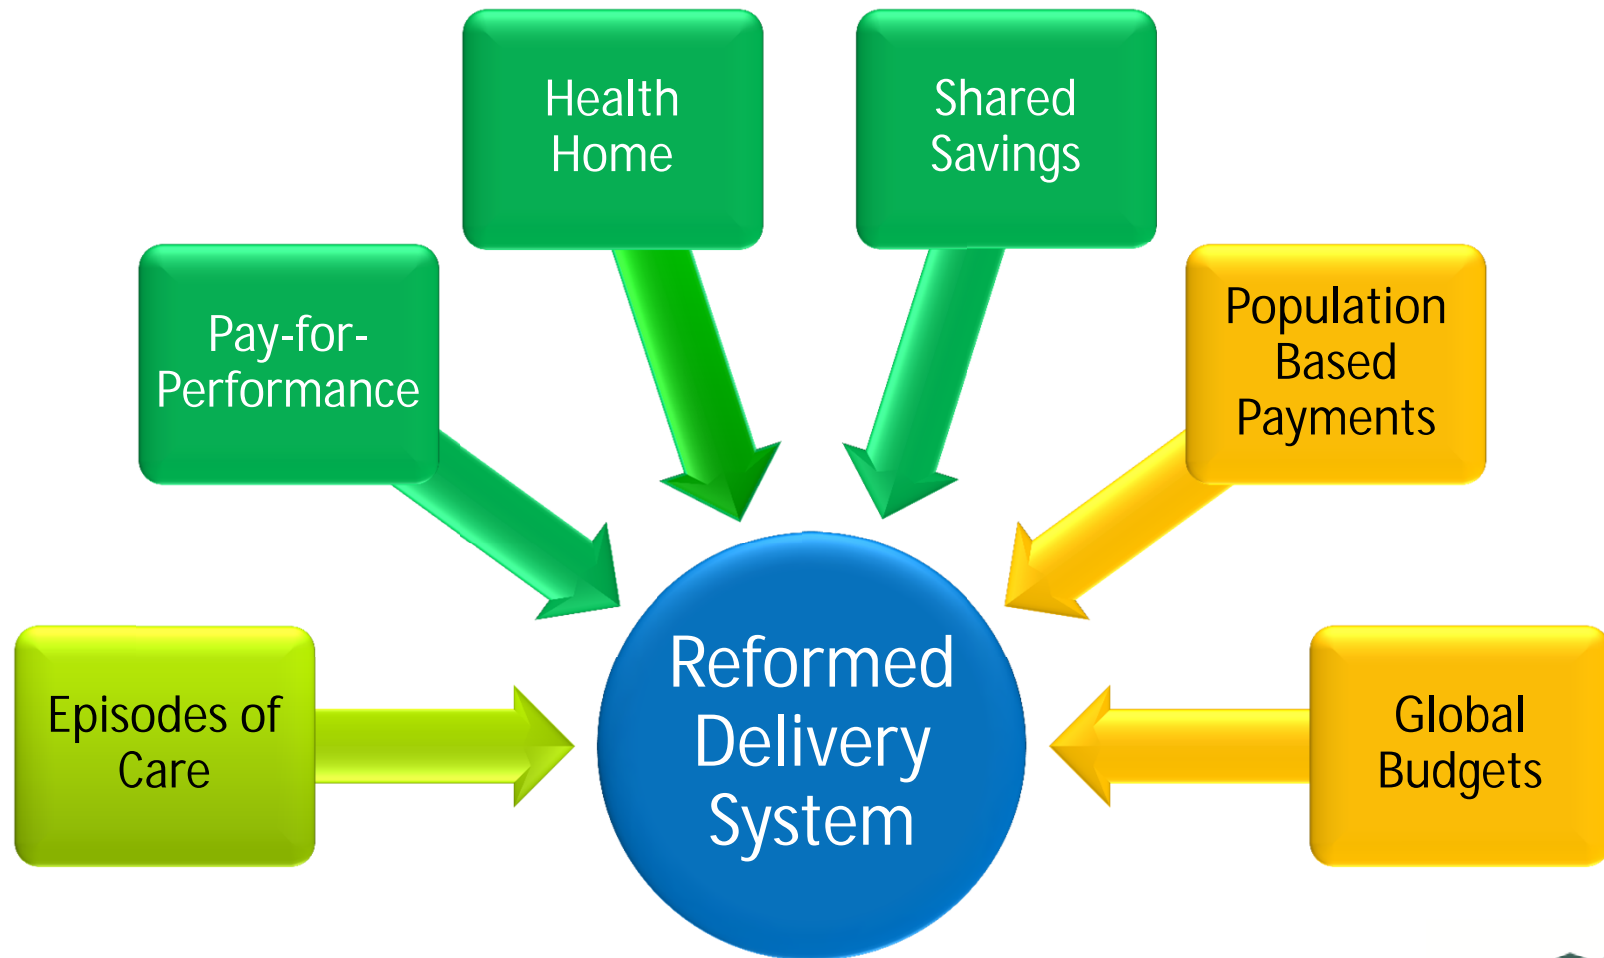 Health
Home
Shared
Savings
Pay-for-
Performance
Population
Based
Payments
Episodes of
Care
Reformed
Delivery
System
Global
Budgets